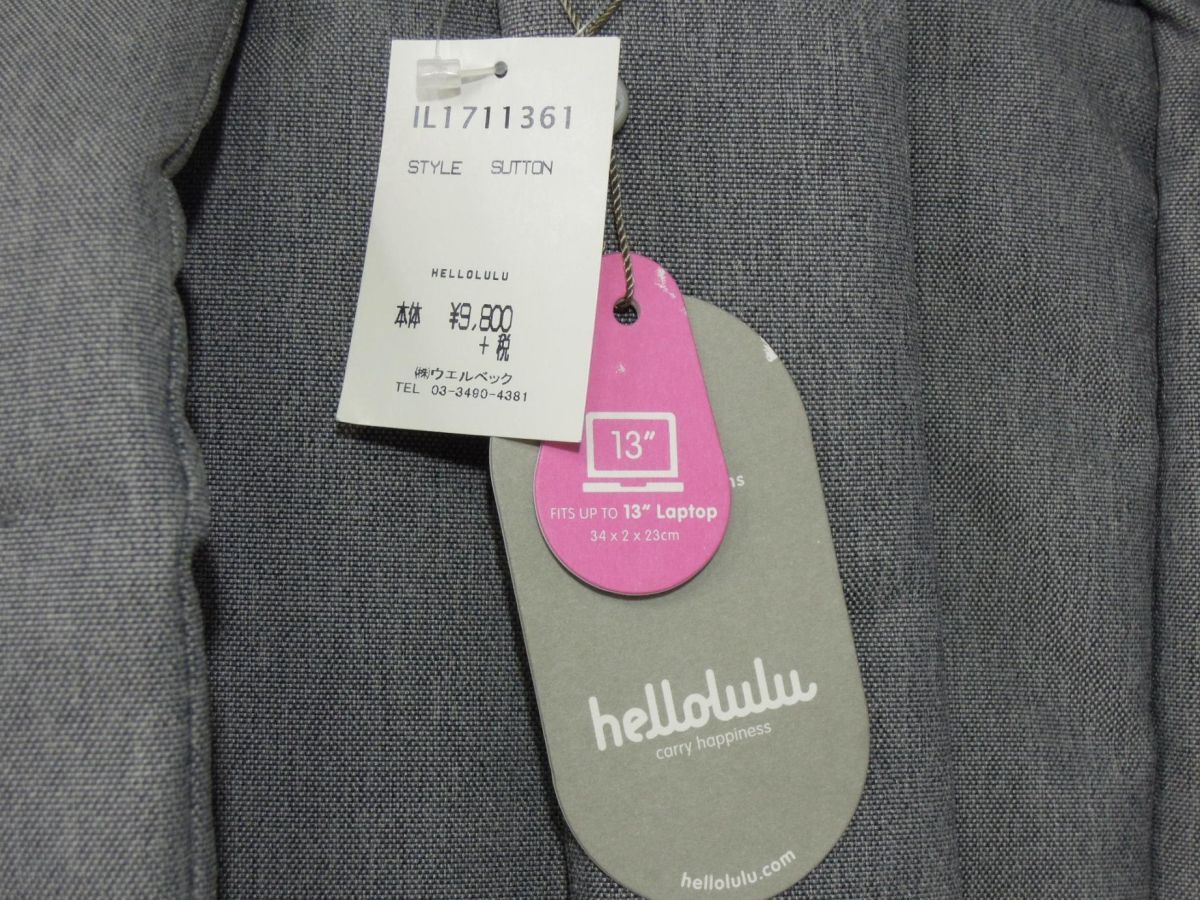 IL1711361
STYLE SUTTON
HELLOLULU
本体 ¥9,800
+ 税
㈱ウエルベック
TEL 03-3490-4381
13"
FITS UP TO 13" Laptop
34 x 2 x 23cm
hellolulu
carry happiness
hellolulu.com